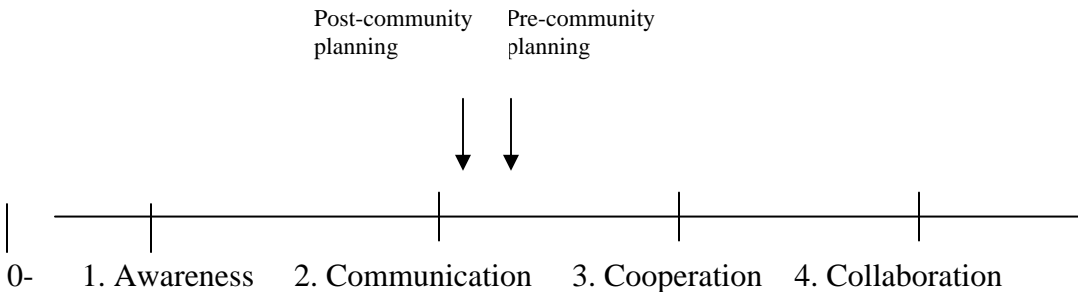 Post-community Pre-community
planning planning
0- 1. Awareness 2. Communication 3. Cooperation 4. Collaboration